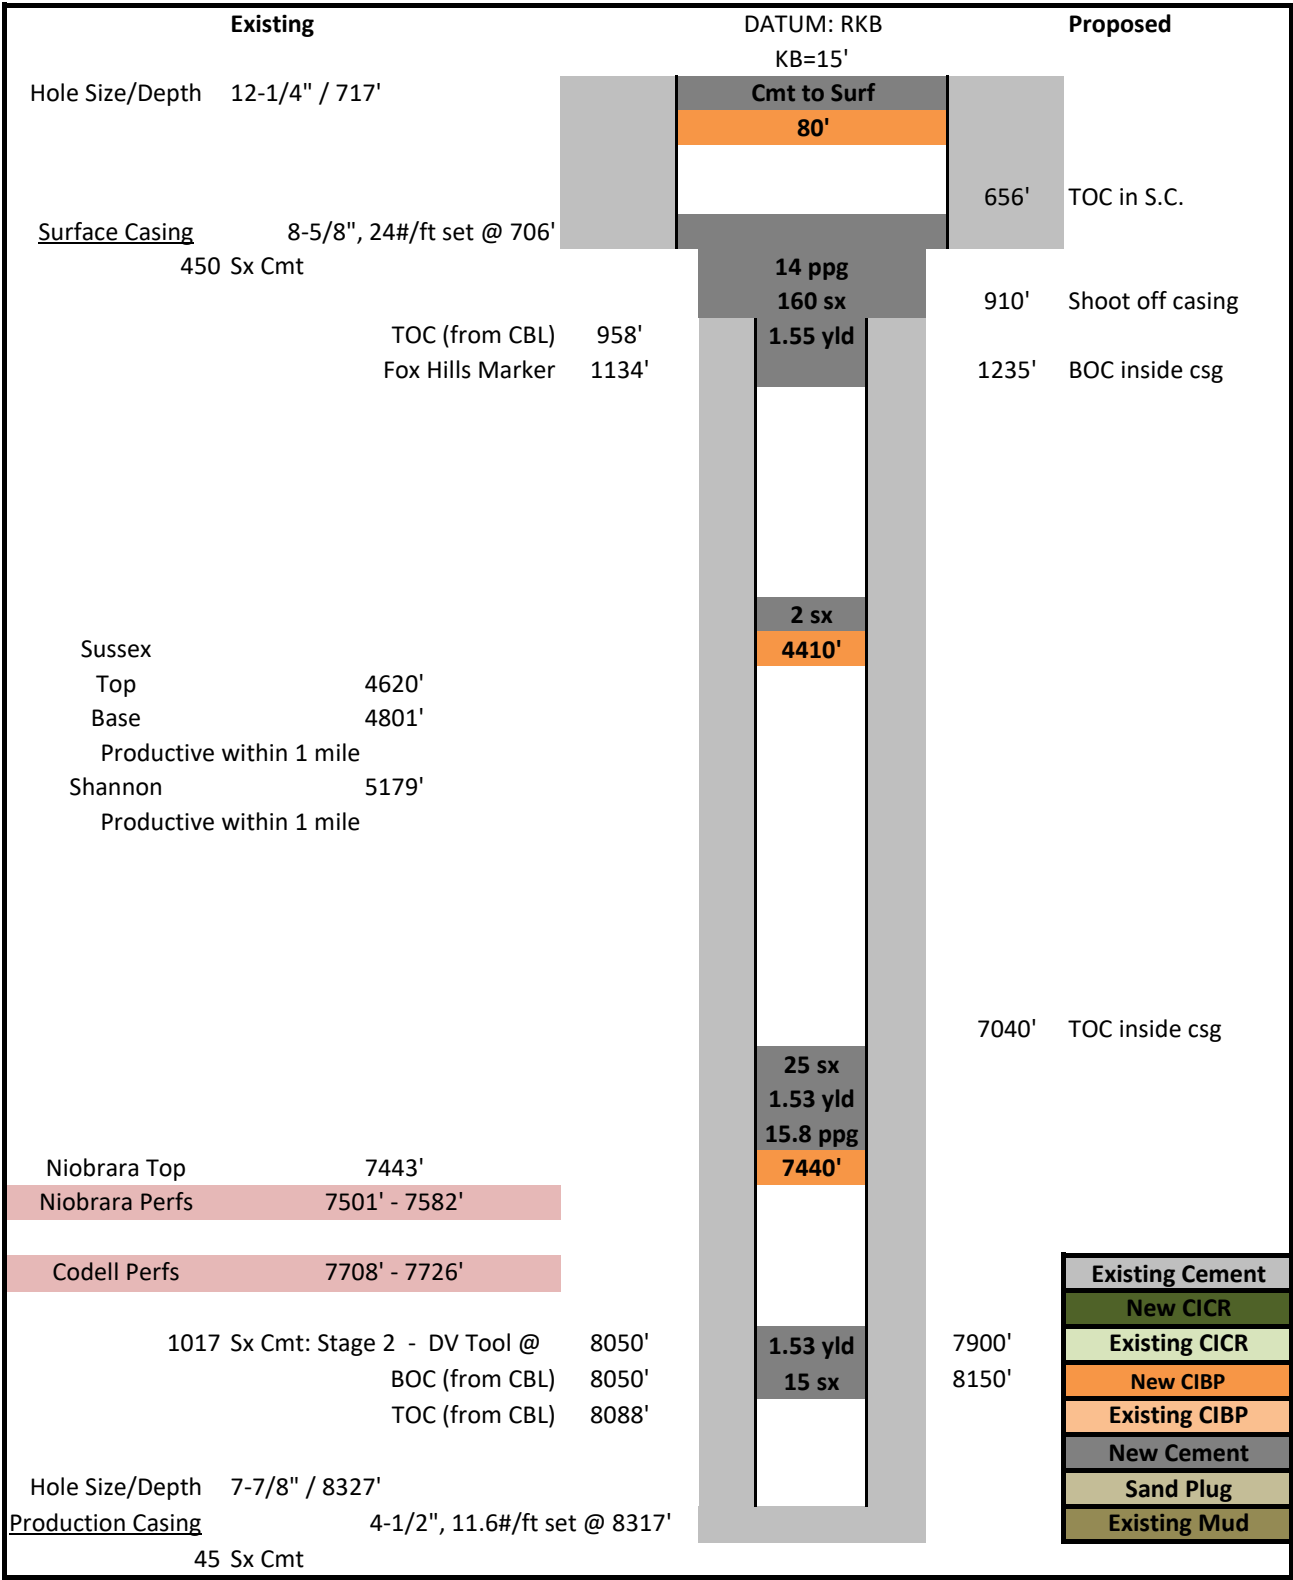 Existing DATUM: RKB Proposed
KB=15'
Hole Size/Depth 12-1/4" / 717' Cmt to Surf
80'
656' TOC in S.C.
Surface Casing 8-5/8", 24#/ft set @ 706'
450 Sx Cmt 14 ppg
160 sx 910' Shoot off casing
TOC (from CBL) 958' 1.55 yld
Fox Hills Marker 1134' 1235' BOC inside csg
2 sx
Sussex 4410'
Top 4620'
Base 4801'
Productive within 1 mile
Shannon 5179'
Productive within 1 mile
7040' TOC inside csg
25 sx
1.53 yld
15.8 ppg
Niobrara Top 7443' 7440'
Niobrara Perfs 7501' - 7582'
Codell Perfs 7708' - 7726' Existing Cement
New CICR
1017 Sx Cmt: Stage 2 - DV Tool @ 8050' 1.53 yld 7900' Existing CICR
BOC (from CBL) 8050' 15 sx 8150' New CIBP
TOC (from CBL) 8088' Existing CIBP
New Cement
Hole Size/Depth 7-7/8" / 8327' Sand Plug
Production Casing 4-1/2", 11.6#/ft set @ 8317' Existing Mud
45 Sx Cmt